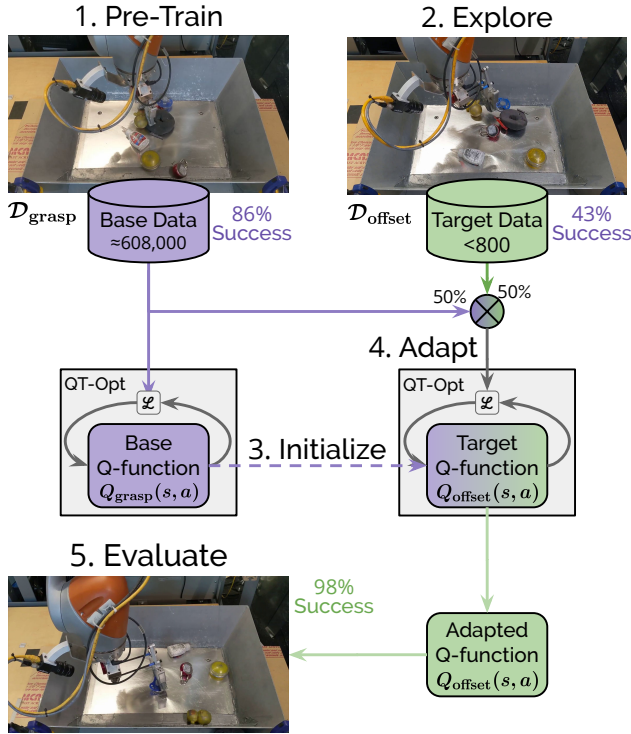 1. Pre-Train
2. Explore
𝒟grasp
Base Data
≈608,000
86%
Success
𝒟offset
Target Data
<800
43%
Success
50%
50%
4. Adapt
QT-Opt
ℒ
Base
Q-function
Qgrasp(s, a)
3. Initialize
QT-Opt
ℒ
Target
Q-function
Qoffset(s, a)
5. Evaluate
98%
Success
Adapted
Q-function
Qoffset(s, a)